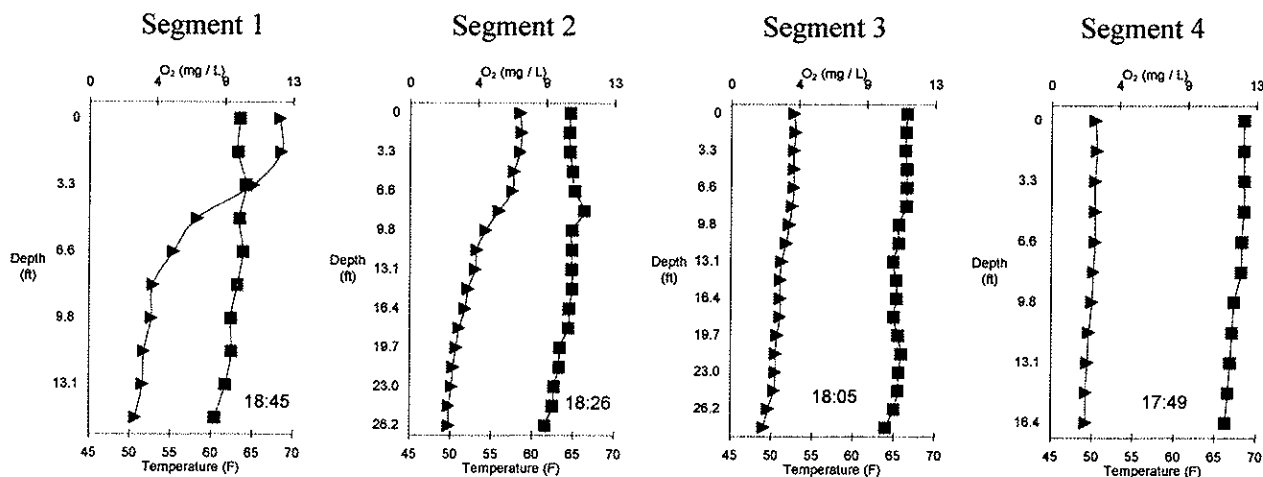 Segment 1
O₂ (mg / L)
0 4 9 13
0
3.3
6.6
Depth
(ft)
9.8
13.1
18:45
45 50 55 60 65 70
Temperature (F)
Segment 2
O₂ (mg / L)
0 4 9 13
0
3.3
6.6
9.8
Depth
(ft)
13.1
16.4
19.7
23.0
26.2
18:26
45 50 55 60 65 70
Temperature (F)
Segment 3
O₂ (mg / L)
0 4 9 13
0
3.3
6.6
9.8
Depth
(ft)
13.1
16.4
19.7
23.0
26.2
18:05
45 50 55 60 65 70
Temperature (F)
Segment 4
O₂ (mg / L)
0 4 9 13
0
3.3
6.6
Depth
(ft)
9.8
13.1
16.4
17:49
45 50 55 60 65 70
Temperature (F)